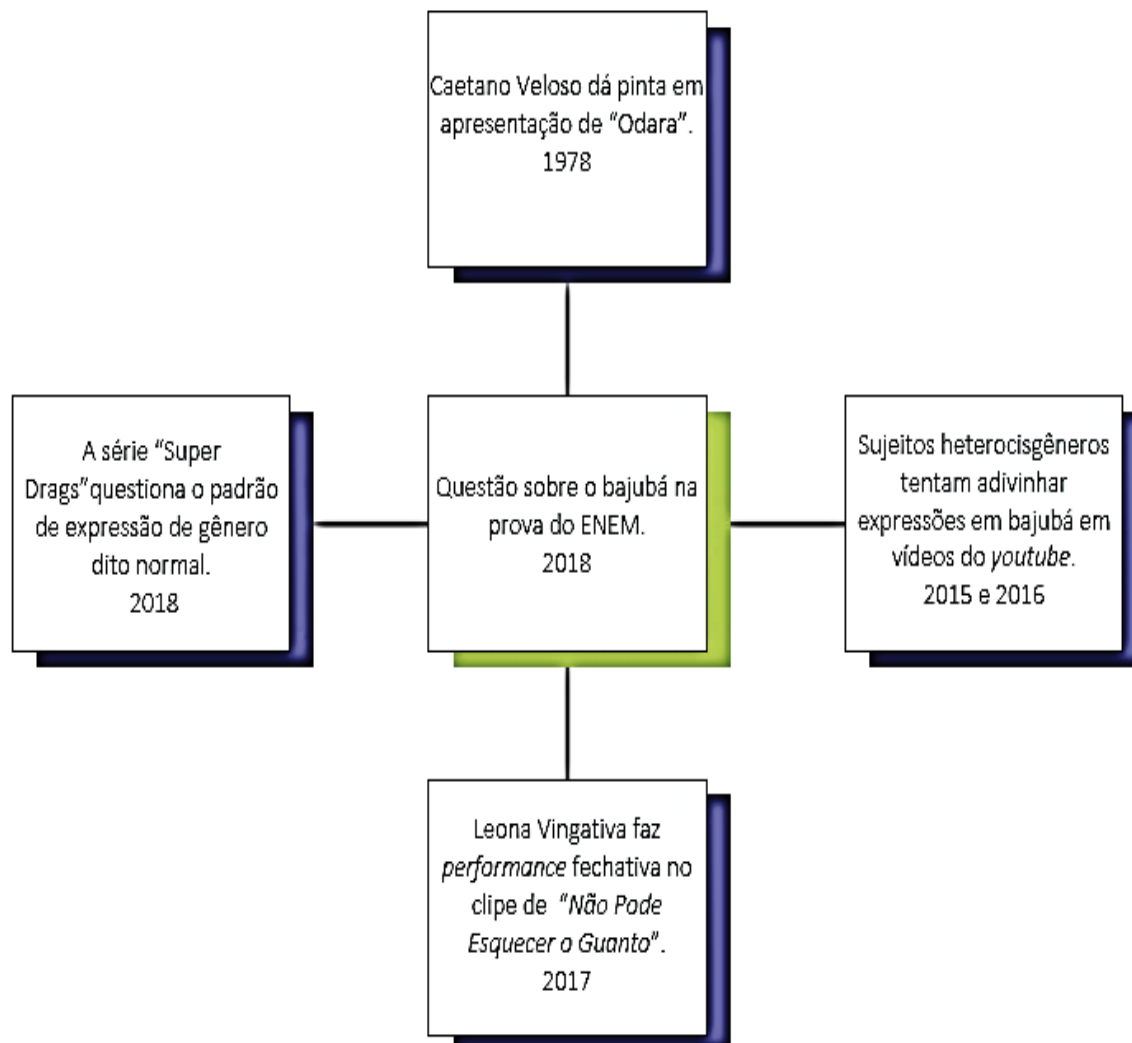 Caetano Veloso dá pinta em
apresentação de “Odara”.
1978
A série “Super
Drags”questiona o padrão
de expressão de gênero
dito normal.
2018
Questão sobre o bajubá na
prova do ENEM.
2018
Sujeitos heterocisgêneros
tentam adivinhar
expressões em bajubá em
vídeos do youtube.
2015 e 2016
Leona Vingativa faz
performance fechativa no
clipe de “Não Pode
Esquecer o Guanto”.
2017